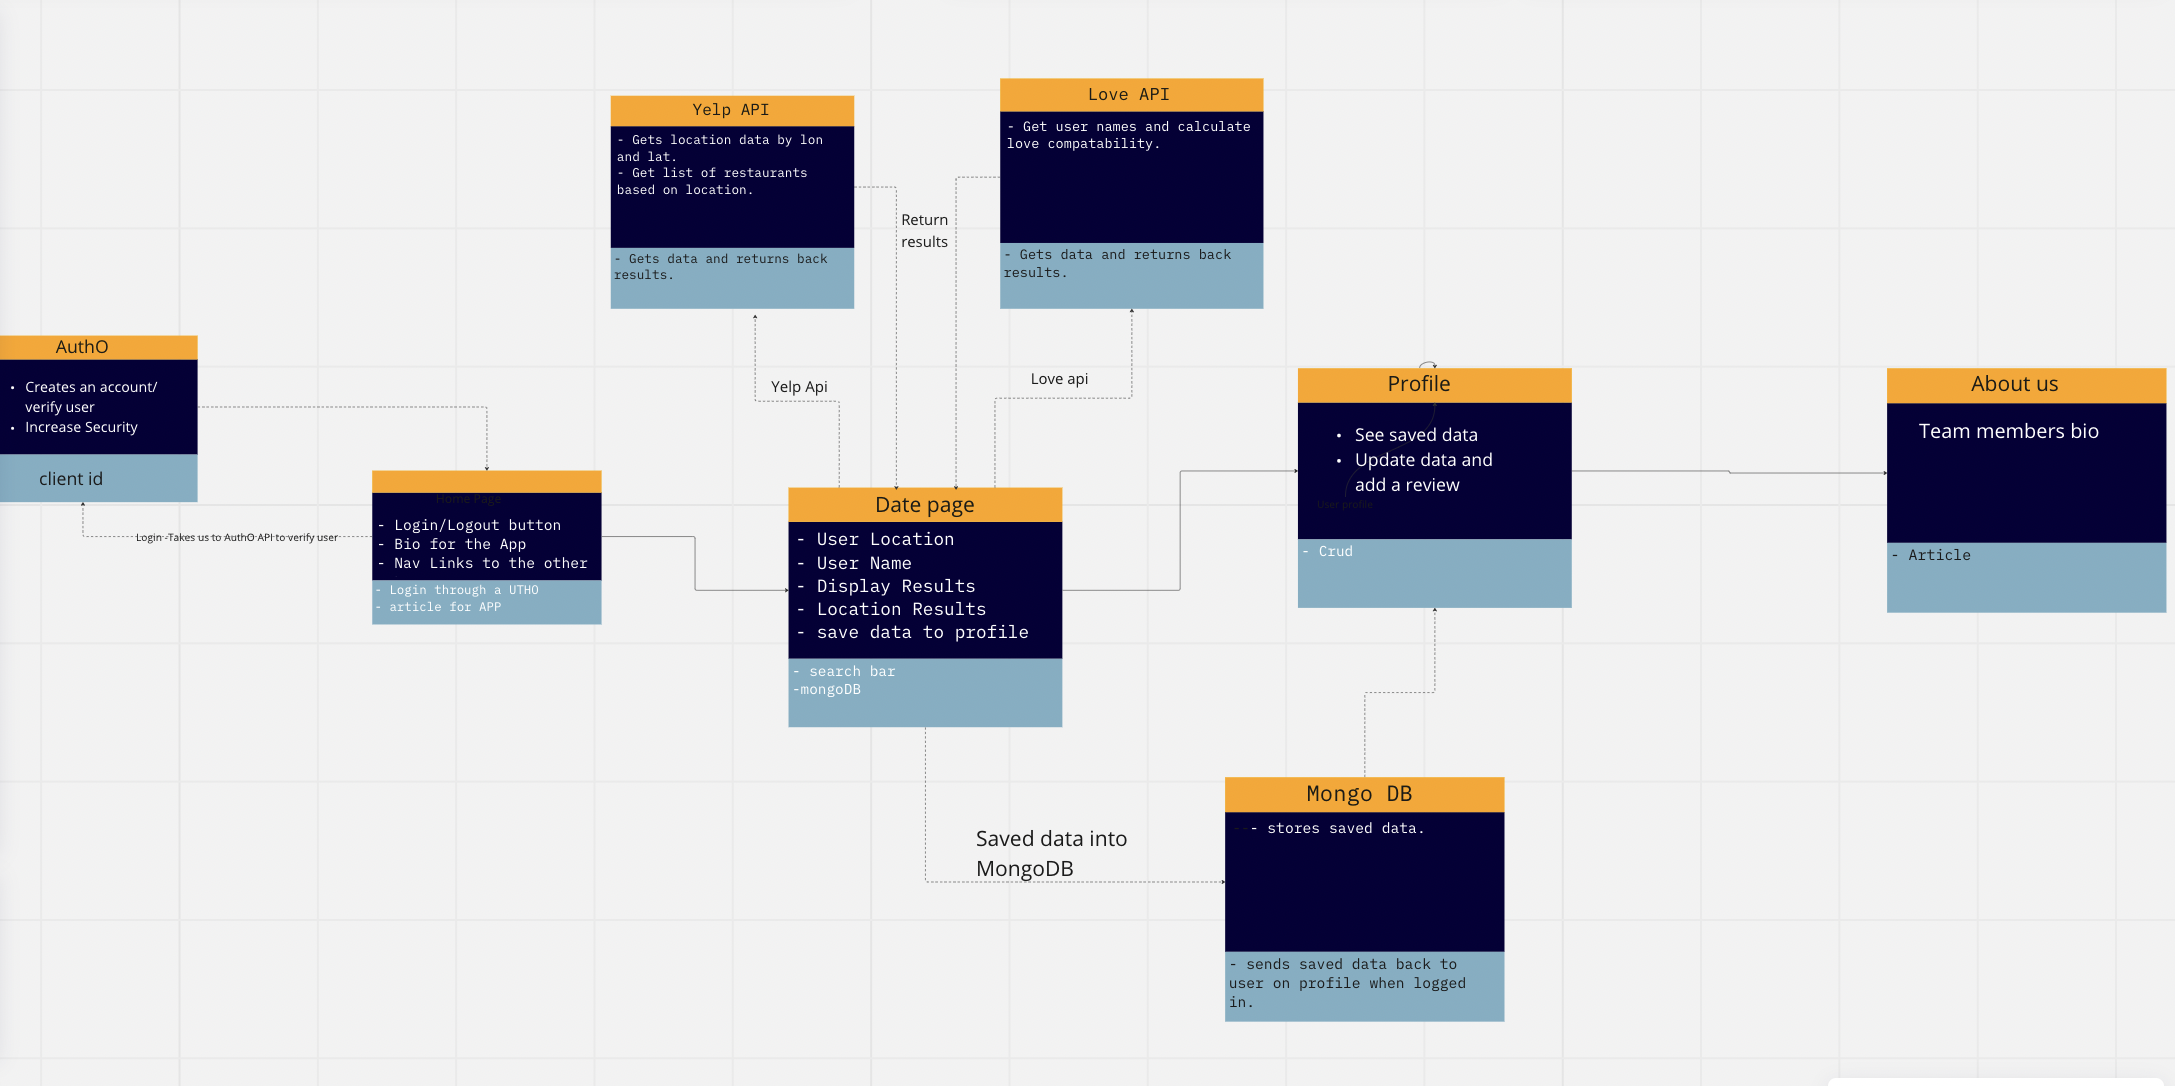 Yelp API
- Gets location data by lon
and lat.
- Get list of restaurants
based on location.
- Gets data and returns back
results.
Love API
- Get user names and calculate
love compatability.
- Gets data and returns back
results.
Return
results
Yelp Api
Love api
AuthO
• Creates an account/
verify user
• Increase Security
client id
Login -Takes us to AuthO API to verify user
Home Page
- Login/Logout button
- Bio for the App
- Nav Links to the other
- Login through a UTHO
- article for APP
Date page
- User Location
- User Name
- Display Results
- Location Results
- save data to profile
- search bar
-mongoDB
Profile
• See saved data
• Update data and
add a review
User profile
- Crud
About us
Team members bio
- Article
Saved data into
MongoDB
Mongo DB
--- stores saved data.
- sends saved data back to
user on profile when logged
in.